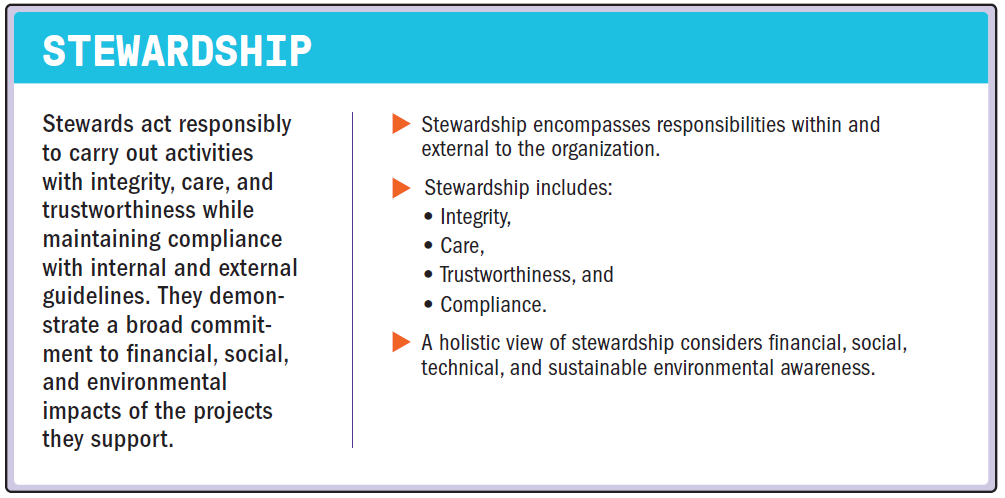 STEWARDSHIP
Stewards act responsibly
to carry out activities
with integrity, care, and
trustworthiness while
maintaining compliance
with internal and external
guidelines. They demon-
strate a broad commit-
ment to financial, social,
and environmental
impacts of the projects
they support.
Stewardship encompasses responsibilities within and
external to the organization.
Stewardship includes:
• Integrity,
• Care,
• Trustworthiness, and
• Compliance.
A holistic view of stewardship considers financial, social,
technical, and sustainable environmental awareness.